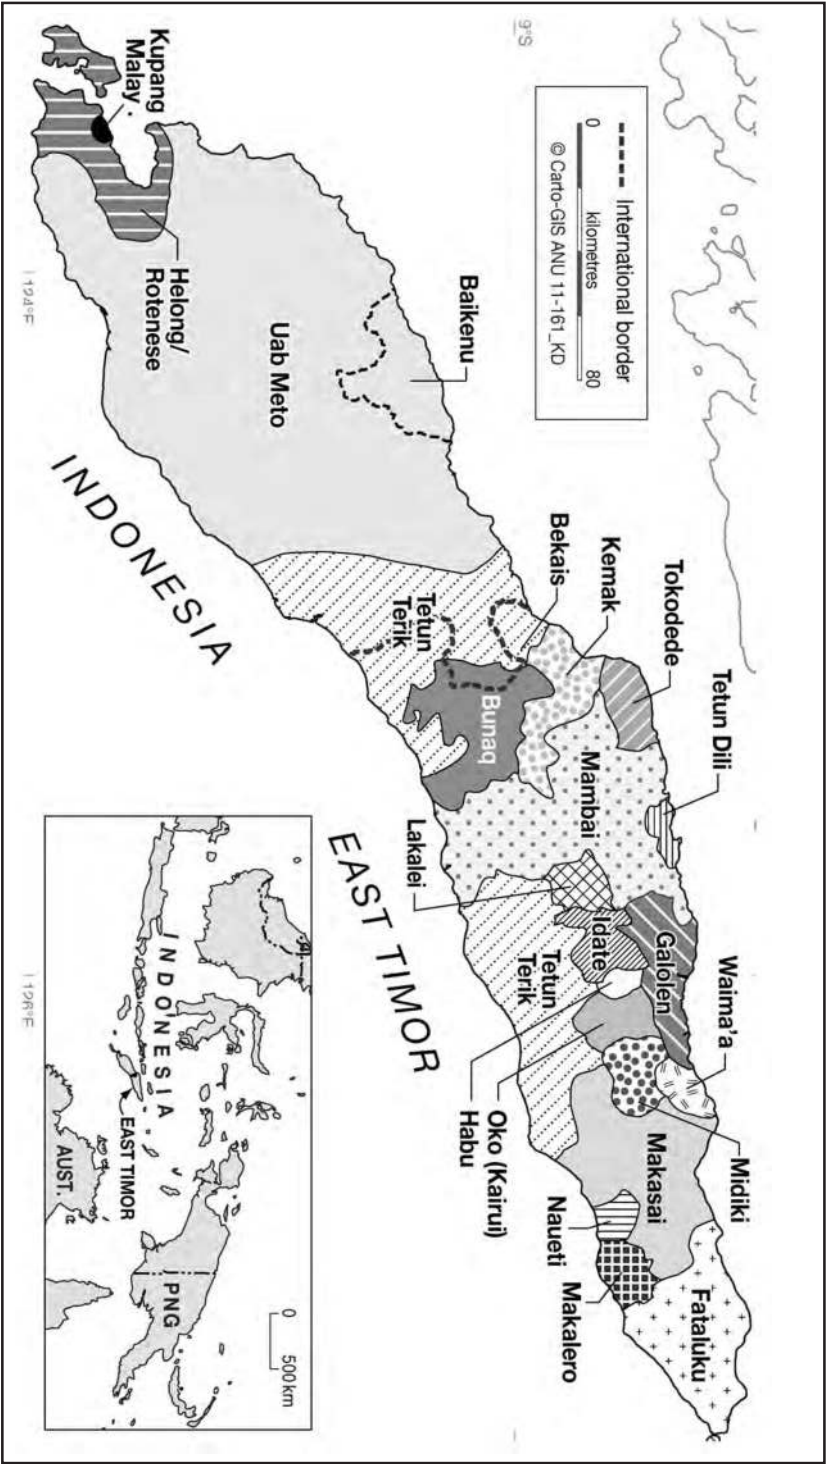 9°S
International border
0
kilometres
80
© Carto-GIS ANU 11-161_KD
Kupang
Malay
Helong/
Rotenese
124°E
Uab Meto
Baikenu
INDONESIA
Bekais
Kemak
Tokodede
Tetun Dili
Tetun
Terik
Bunaq
Mambai
Lakalei
EAST TIMOR
Idate
Galolen
Waima'a
Tetun
Terik
Habu
Oko (Kairui)
Midiki
Makasai
Naueti
Makalero
Fataluku
126°E
INDONESIA
EAST TIMOR
AUST.
PNG
0
500 km